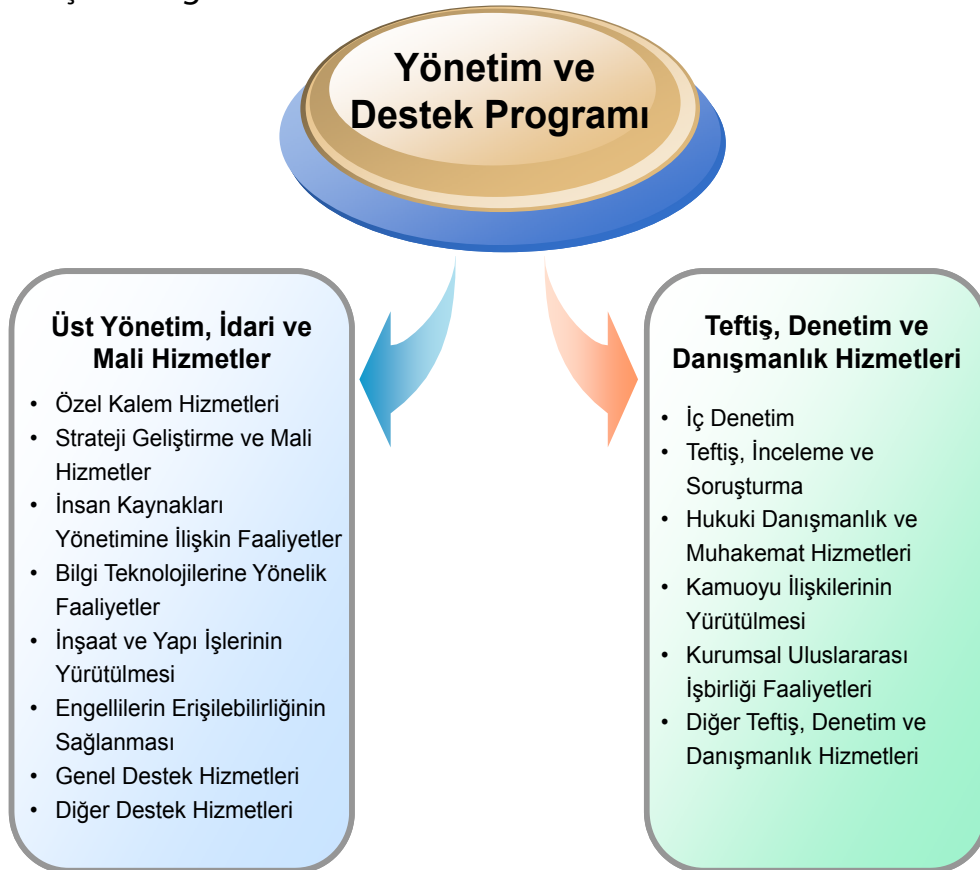 Yönetim ve
Destek Programı
Üst Yönetim, İdari ve
Mali Hizmetler
• Özel Kalem Hizmetleri
• Strateji Geliştirme ve Mali
Hizmetler
• İnsan Kaynakları
Yönetimine İlişkin Faaliyetler
• Bilgi Teknolojilerine Yönelik
Faaliyetler
• İnşaat ve Yapı İşlerinin
Yürütülmesi
• Engellilerin Erişilebilirliğinin
Sağlanması
• Genel Destek Hizmetleri
• Diğer Destek Hizmetleri
Teftiş, Denetim ve
Danışmanlık Hizmetleri
• İç Denetim
• Teftiş, İnceleme ve
Soruşturma
• Hukuki Danışmanlık ve
Muhakemat Hizmetleri
• Kamuoyu İlişkilerinin
Yürütülmesi
• Kurumsal Uluslararası
İşbirliği Faaliyetleri
• Diğer Teftiş, Denetim ve
Danışmanlık Hizmetleri